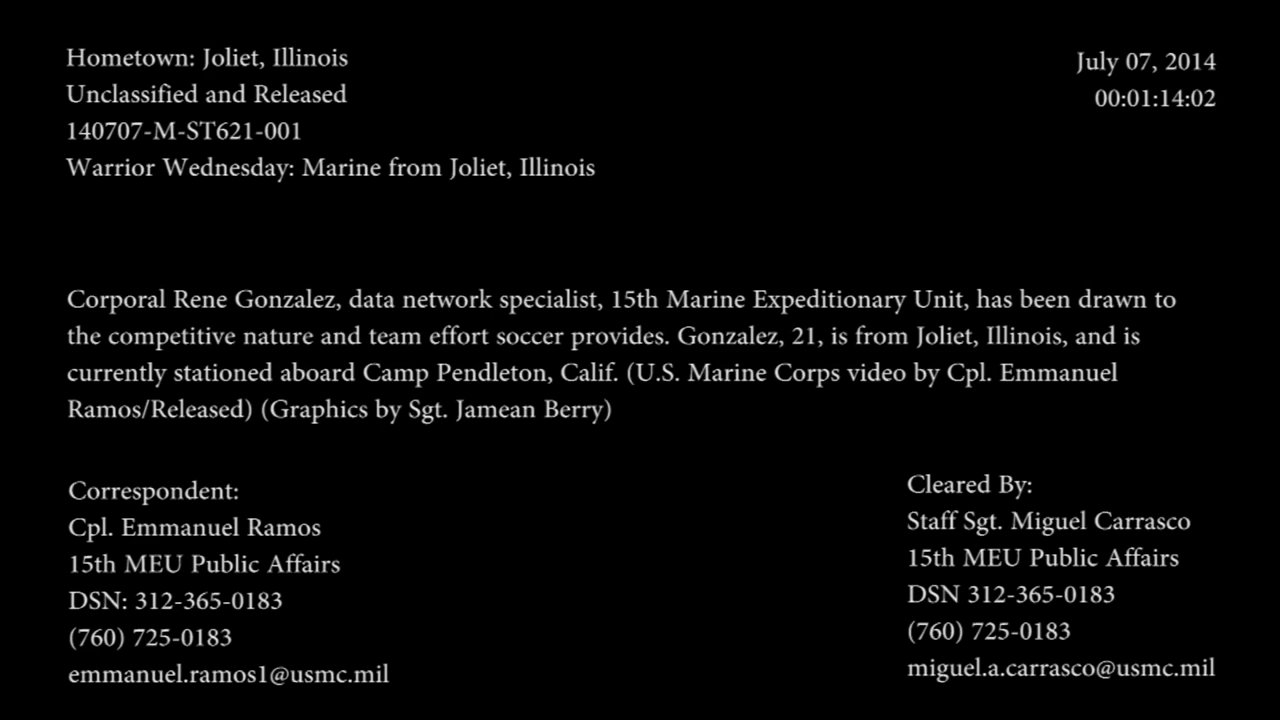 Hometown: Joliet, Illinois
Unclassified and Released
140707-M-ST621-001
Warrior Wednesday: Marine from Joliet, Illinois
July 07, 2014
00:01:14:02
Corporal Rene Gonzalez, data network specialist, 15th Marine Expeditionary Unit, has been drawn to
the competitive nature and team effort soccer provides. Gonzalez, 21, is from Joliet, Illinois, and is
currently stationed aboard Camp Pendleton, Calif. (U.S. Marine Corps video by Cpl. Emmanuel
Ramos/Released) (Graphics by Sgt. Jamean Berry)
Correspondent:
Cpl. Emmanuel Ramos
15th MEU Public Affairs
DSN: 312-365-0183
(760) 725-0183
emmanuel.ramos1@usmc.mil
Cleared By:
Staff Sgt. Miguel Carrasco
15th MEU Public Affairs
DSN 312-365-0183
(760) 725-0183
miguel.a.carrasco@usmc.mil